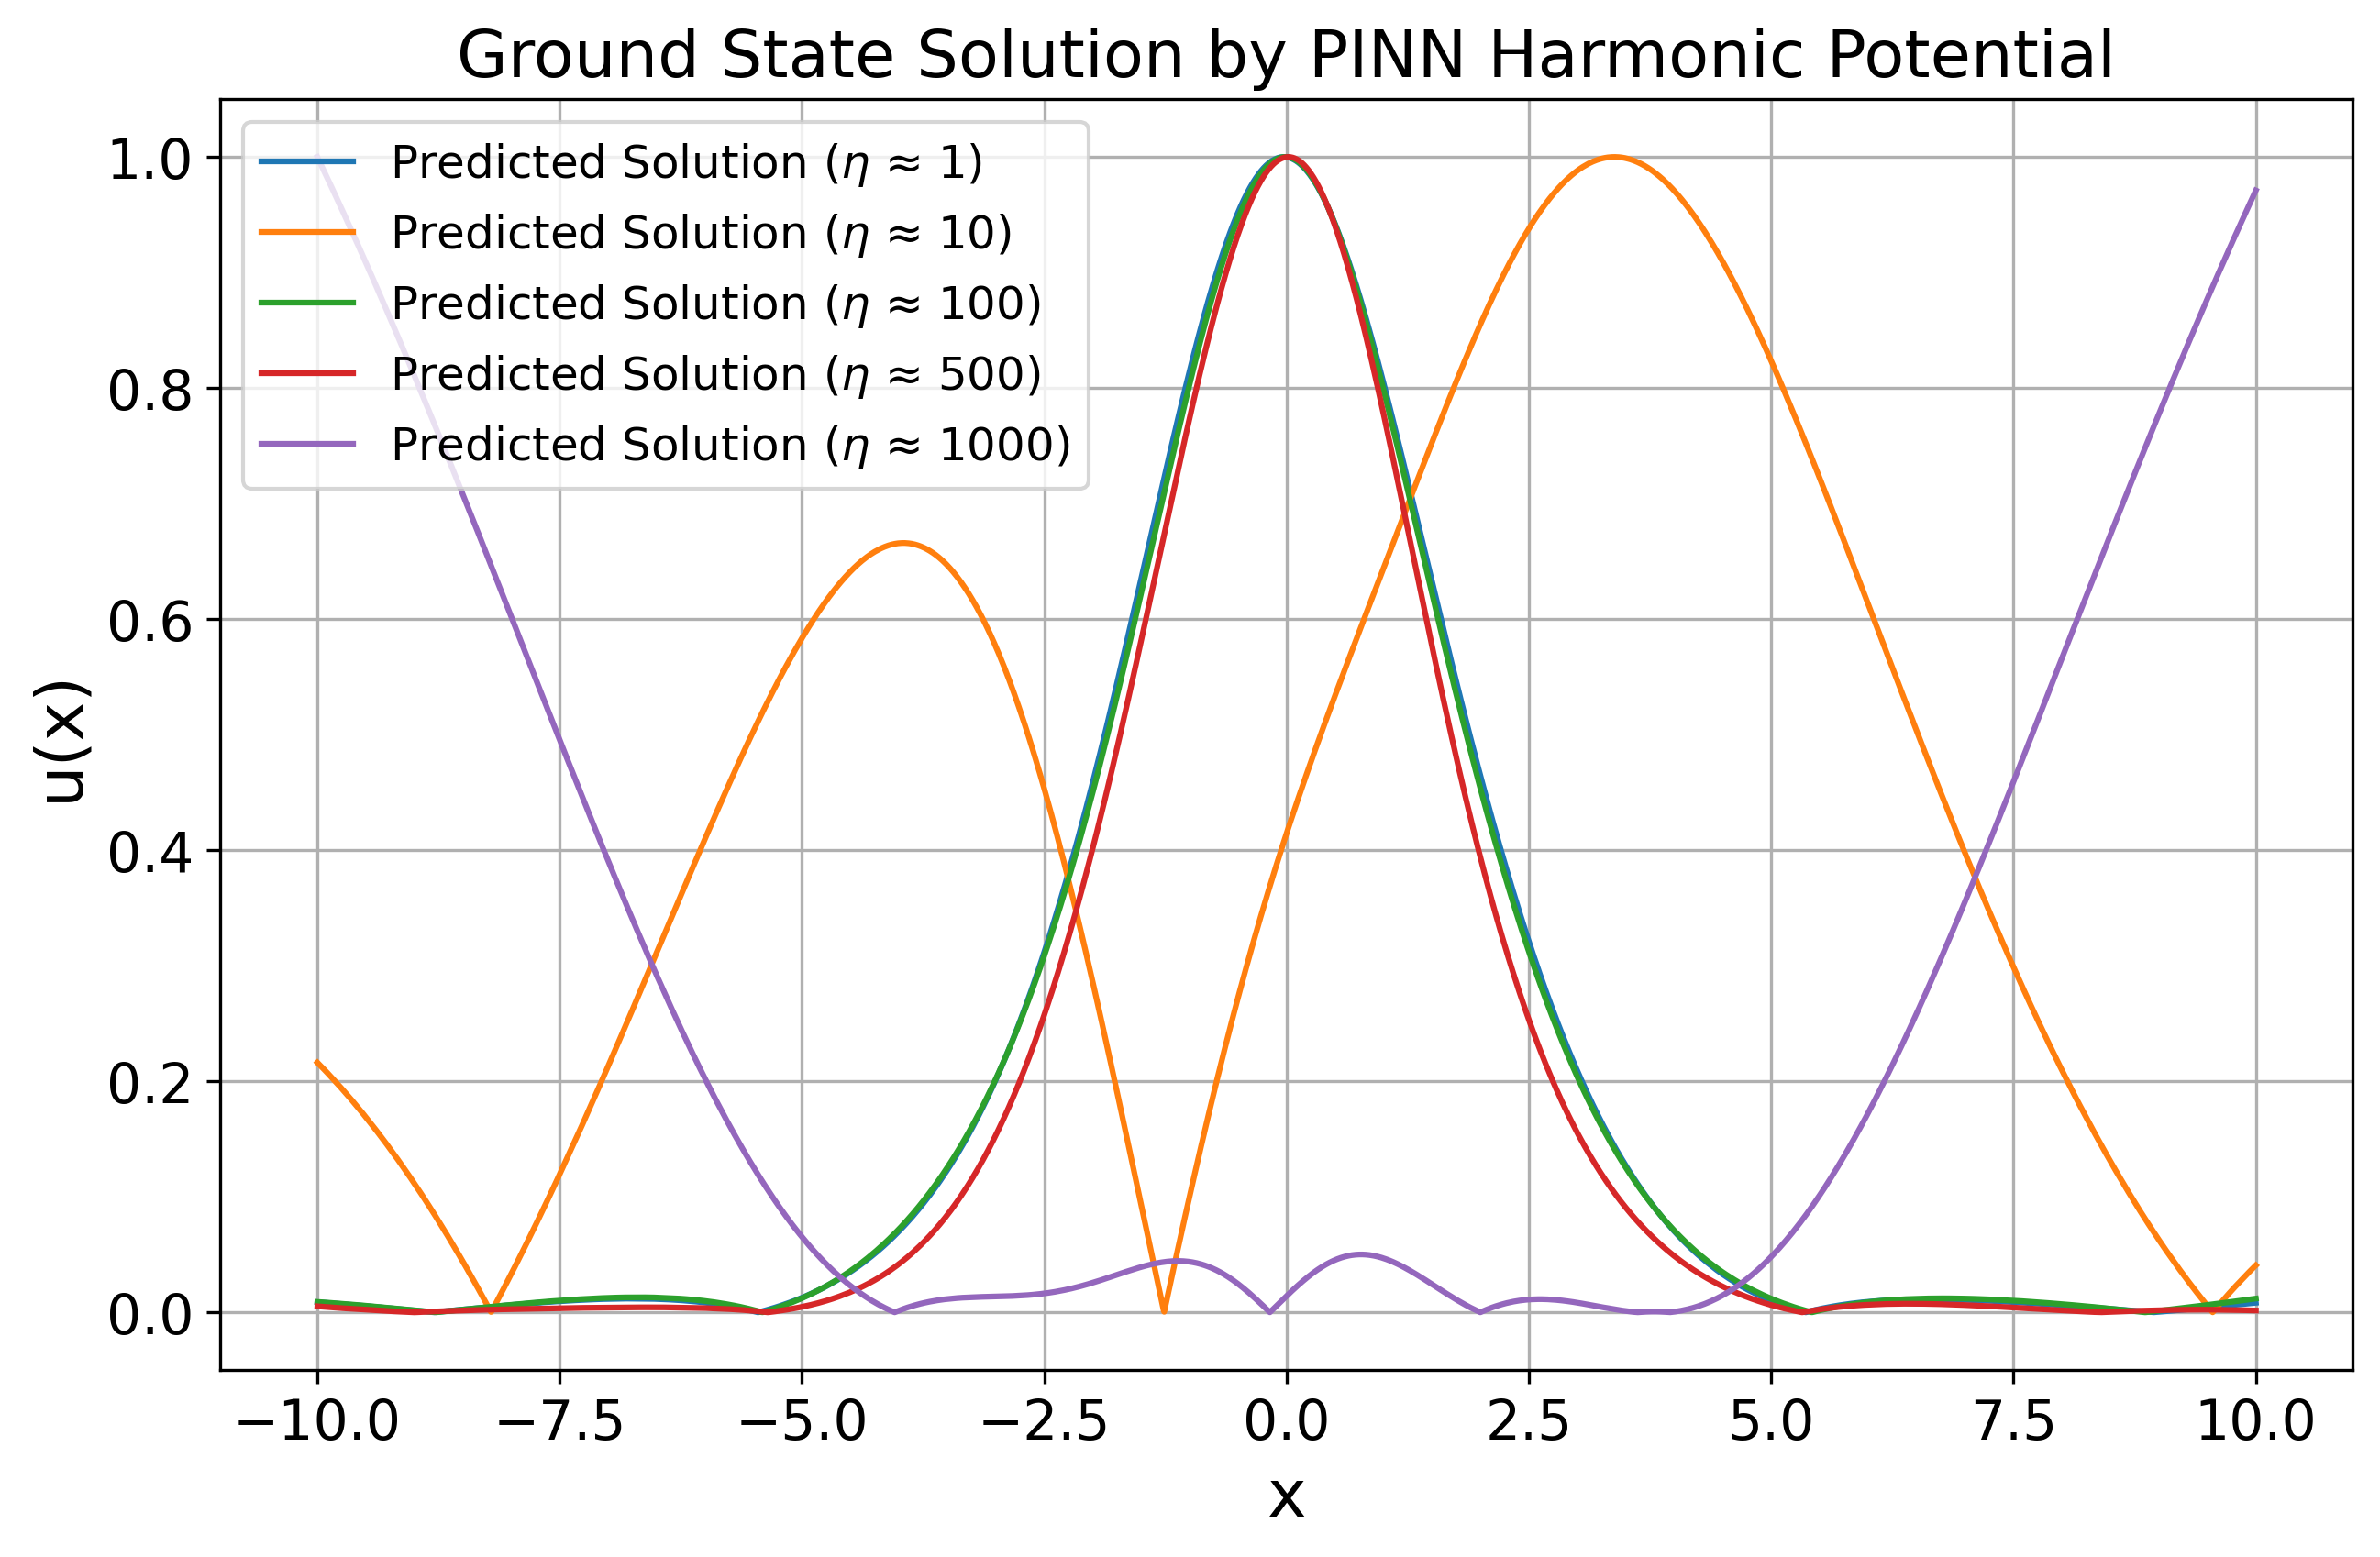 Ground State Solution by PINN Harmonic Potential
1.0
0.8
0.6
0.4
0.2
0.0
u(x)
Predicted Solution (η ≈ 1)
Predicted Solution (η ≈ 10)
Predicted Solution (η ≈ 100)
Predicted Solution (η ≈ 500)
Predicted Solution (η ≈ 1000)
−10.0 −7.5 −5.0 −2.5 0.0 2.5 5.0 7.5 10.0
x